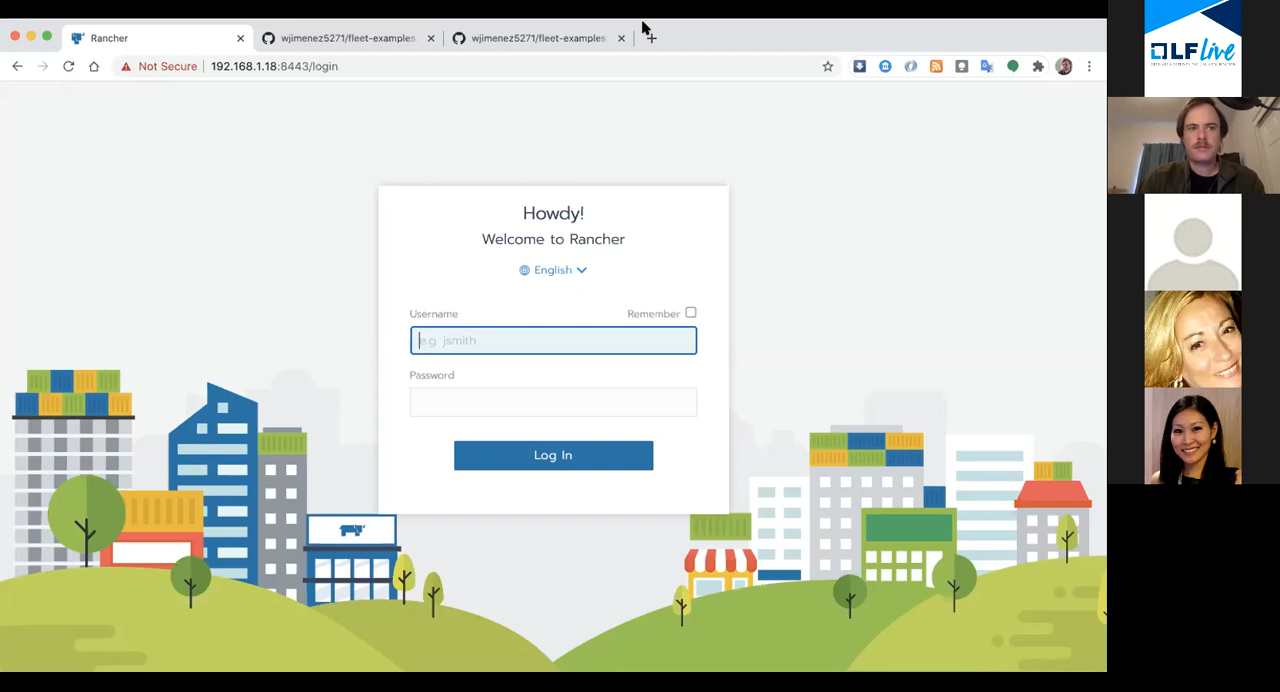 Rancher
wjimenez5271/fleet-examples
wjimenez5271/fleet-examples
Not Secure
192.168.1.18:8443/login
LF Live
Howdy!
Welcome to Rancher
English
Username
Remember
e.g. jsmith
Password
Log In